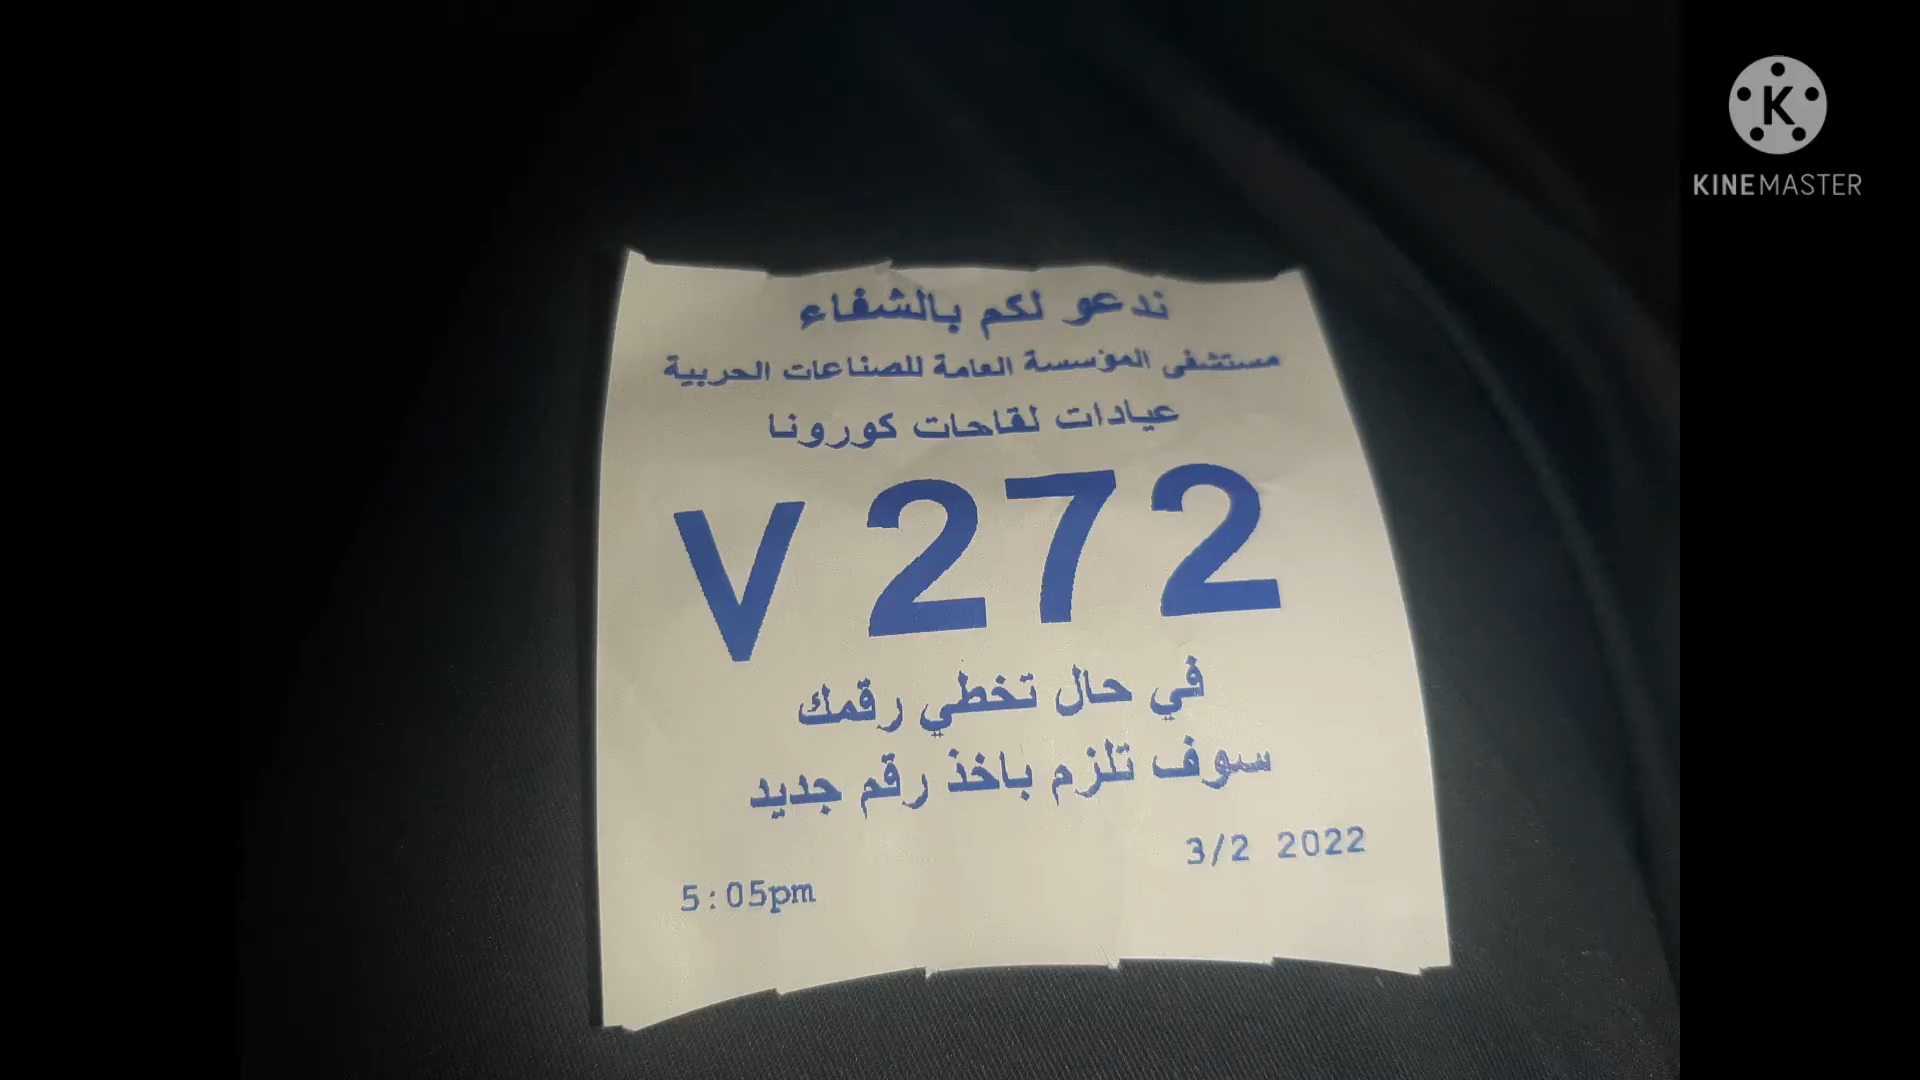 ندعو لكم بالشفاء
مستشفى المؤسسة العامة للصناعات الحربية
عيادات لقاحات كورونا
V 272
في حال تخطي رقمك
سوف تلزم باخذ رقم جديد
3/2 2022
5:05pm
K
KINEMASTER